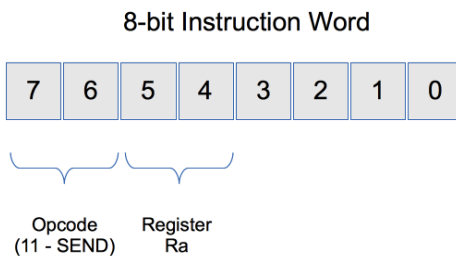 8-bit Instruction Word
7 6 5 4 3 2 1 0
Opcode Register
(11 - SEND) Ra